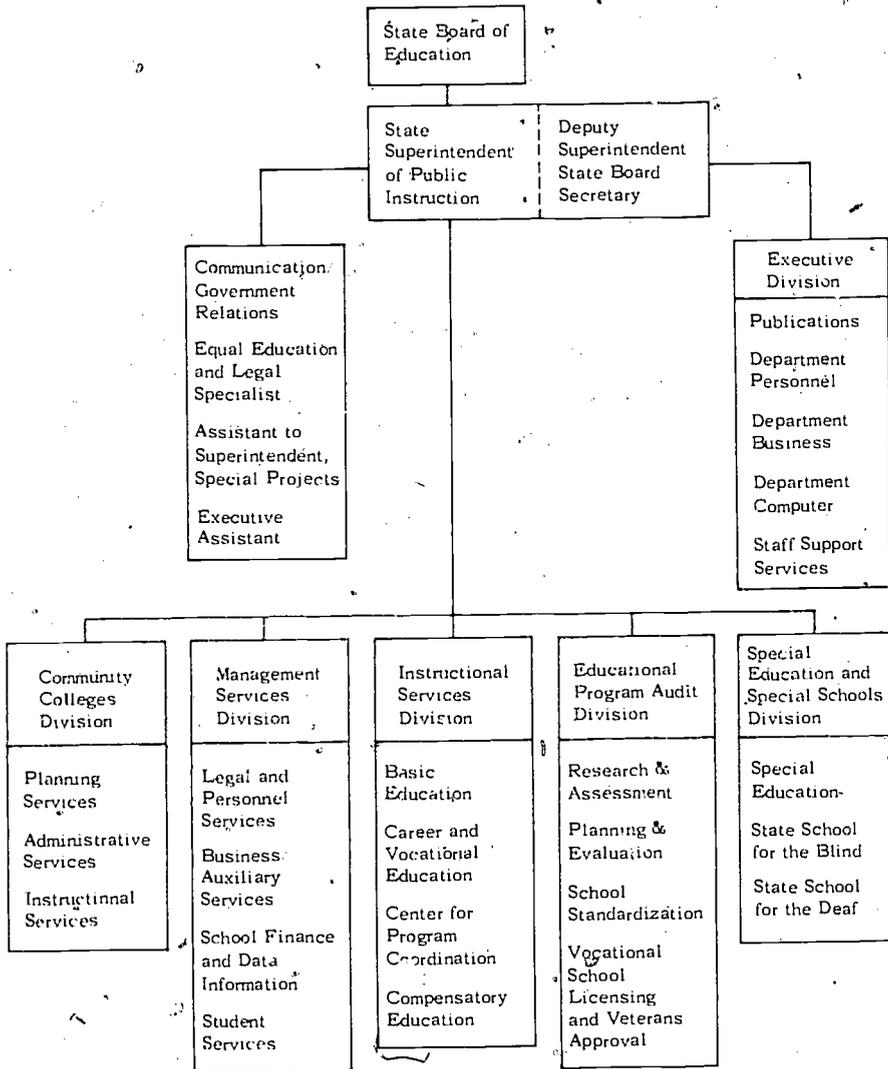 State Board of
Education
State
Superintendent
of Public
Instruction
Deputy
Superintendent
State Board
Secretary
Communication
Government
Relations
Equal Education
and Legal
Specialist
Assistant to
Superintendent,
Special Projects
Executive
Assistant
Executive
Division
Publications
Department
Personnel
Department
Business
Department
Computer
Staff Support
Services
Community
Colleges
Division
Planning
Services
Administrative
Services
Instructinnal
Services
Management
Services
Division
Legal and
Personnel
Services
Business
Auxiliary
Services
School Finance
and Data
Information
Student
Services
Instructional
Services
Division
Basic
Education
Career and
Vocational
Education
Center for
Program
Coordination
Compensatory
Education
Educational
Program Audit
Division
Research &
Assessment
Planning &
Evaluation
School
Standardization
Vocational
School
Licensing
and Veterans
Approval
Special
Education and
Special Schools
Division
Special
Education
State School
for the Blind
State School
for the Deaf